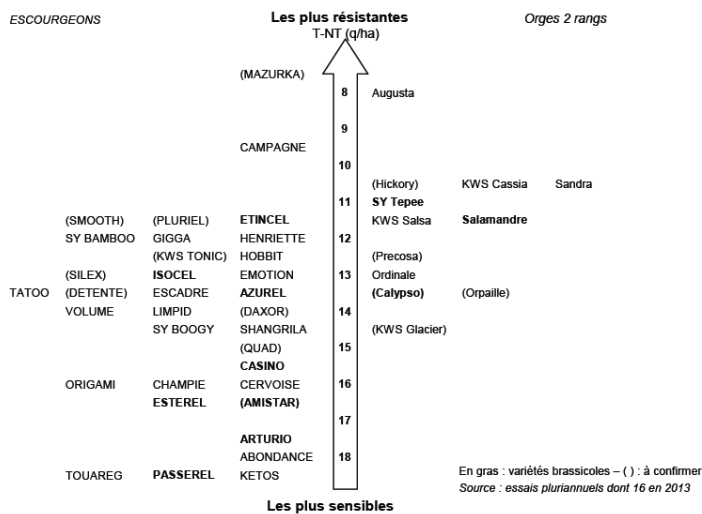 ESCOURGEONS Les plus résistantes Orges 2 rangs
T-NT (q/ha)
(MAZURKA)
8 Augusta
9
CAMPAGNE
10
(Hickory) KWS Cassia Sandra
11 SY Tepee
(SMOOTH) (PLURIEL) ETINCEL KWS Salsa Salamandre
SY BAMBOO GIGGA HENRIETTE 12
(KWS TONIC) HOBBIT (Precosa)
(SILEX) ISOCEL EMOTION 13 Ordinale
TATOO (DETENTE) ESCADRE AZUREL (Calypso) (Orpaille)
VOLUME LIMPID (DAXOR) 14
SY BOOGY SHANGRILA (KWS Glacier)
(QUAD) 15
CASINO
ORIGAMI CHAMPIE CERVOISE 16
ESTEREL (AMISTAR)
17
ARTURIO
ABONDANCE 18
TOUAREG PASSEREL KETOS
En gras : variétés brassicoles – ( ) : à confirmer
Source : essais pluriannuels dont 16 en 2013
Les plus sensibles